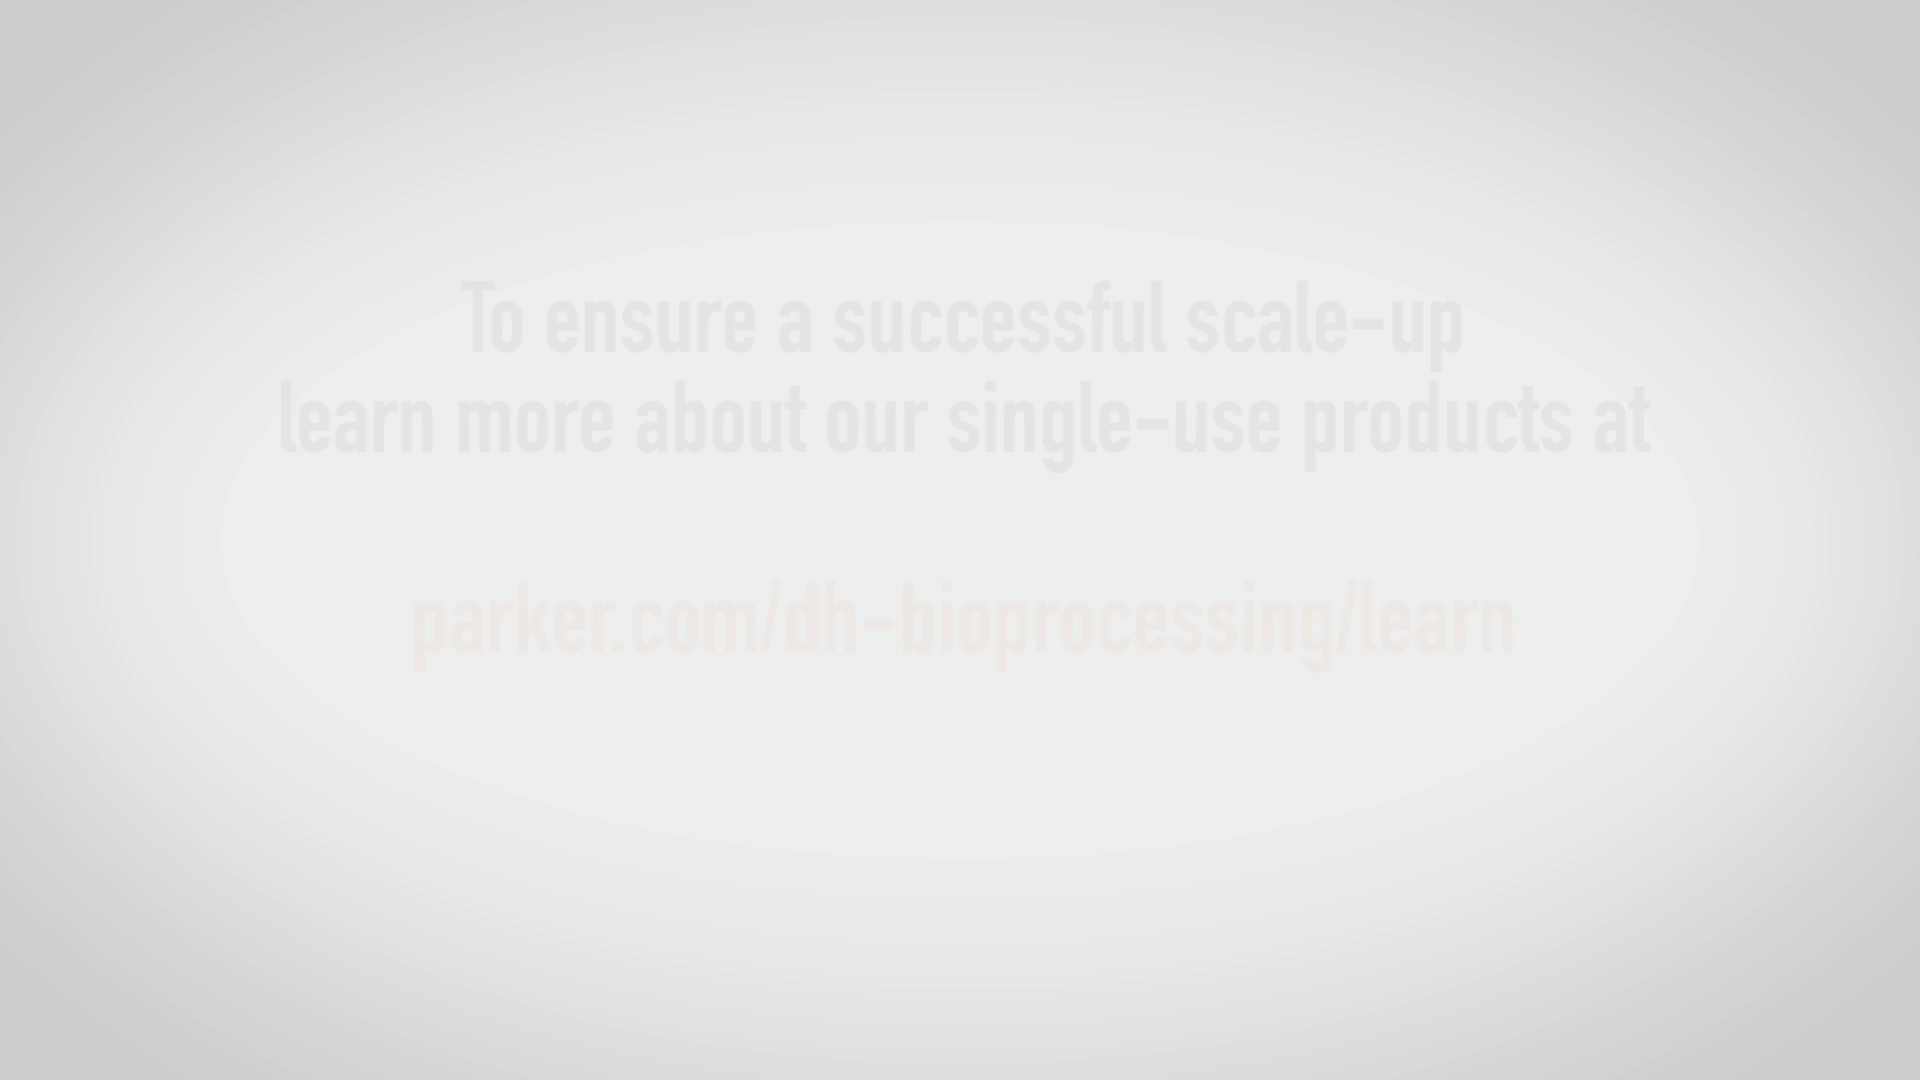 To ensure a successful scale-up
learn more about our single-use products at
parker.com/dh-bioprocessing/learn